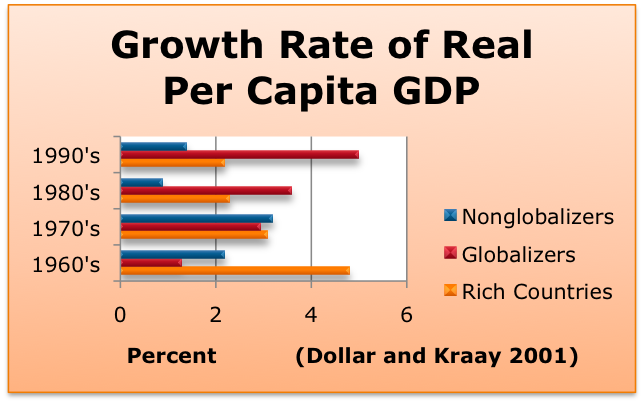 Growth Rate of Real
Per Capita GDP
1990's
1980's
1970's
1960's
0 2 4 6
Nonglobalizers
Globalizers
Rich Countries
Percent (Dollar and Kraay 2001)